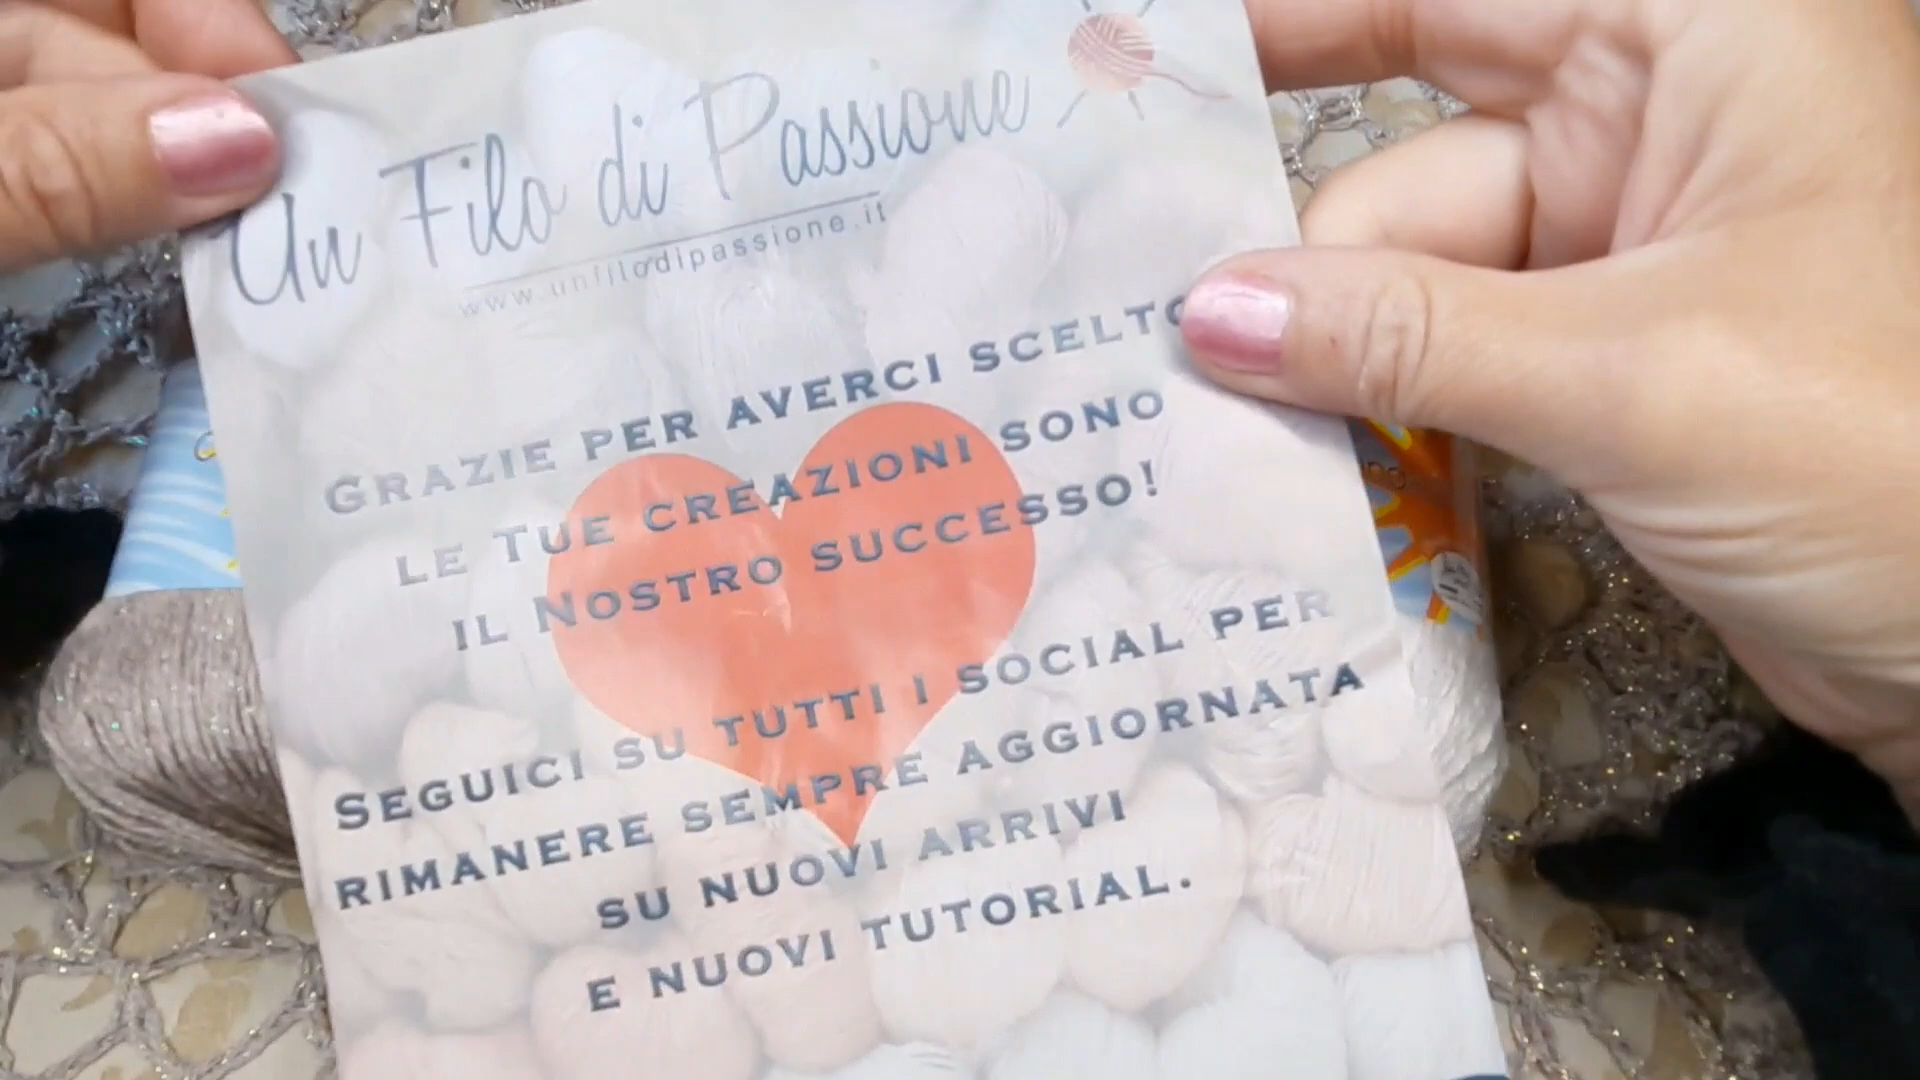 Un Filo di Passione
www.unfilodipassione.it
GRAZIE PER AVERCI SCELTO
LE TUE CREAZIONI SONO
IL NOSTRO SUCCESSO!
SEGUICI SU TUTTI I SOCIAL PER
RIMANERE SEMPRE AGGIORNATA
SU NUOVI ARRIVI
E NUOVI TUTORIAL.